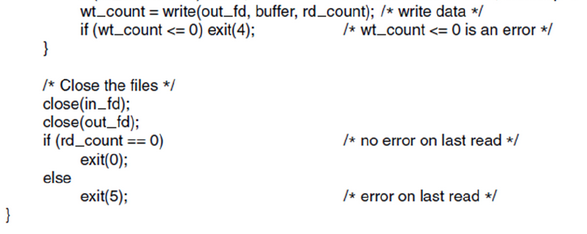 wt_count = write(out_fd, buffer, rd_count); /* write data */
if (wt_count <= 0) exit(4); /* wt_count <= 0 is an error */
}
/* Close the files */
close(in_fd);
close(out_fd);
if (rd_count == 0) /* no error on last read */
exit(0);
else
exit(5); /* error on last read */
}